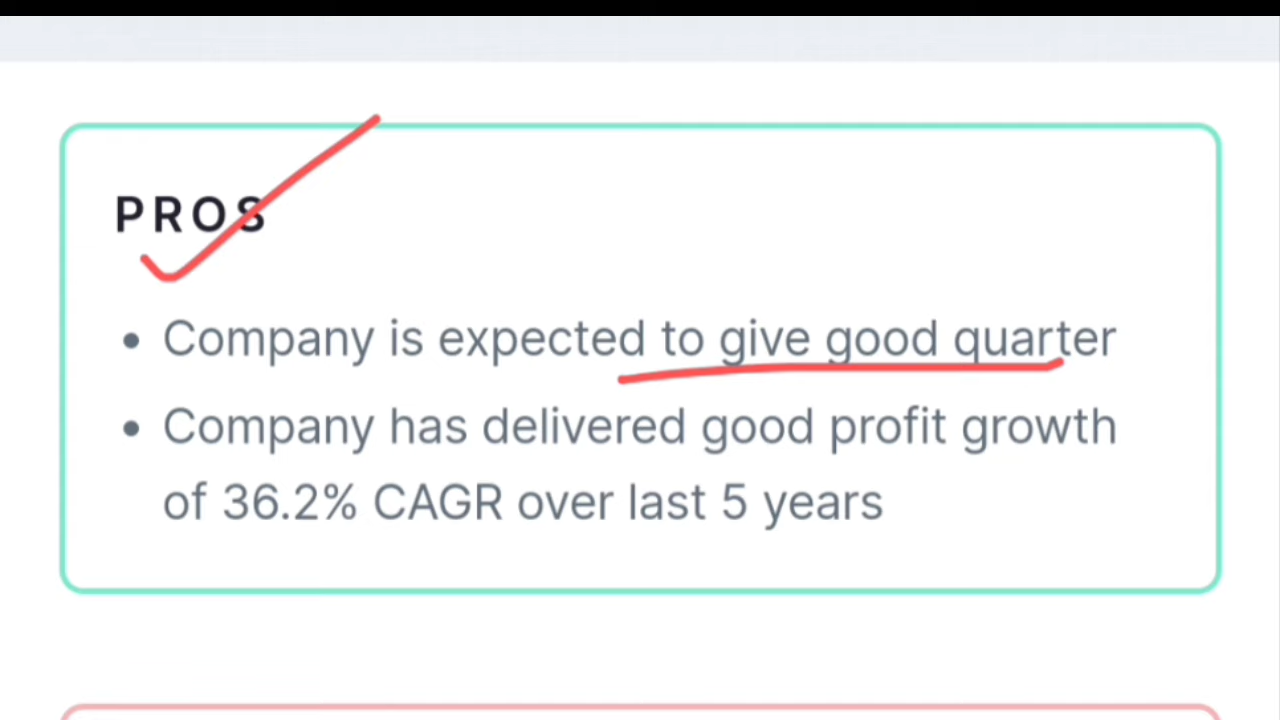 PROS
Company is expected to give good quarter
Company has delivered good profit growth
of 36.2% CAGR over last 5 years